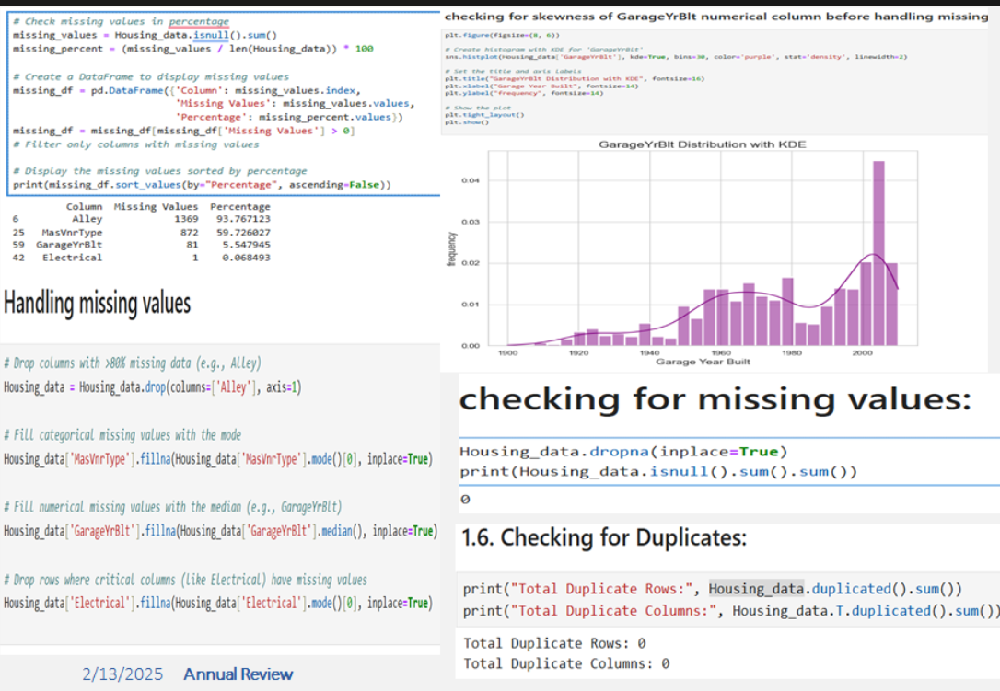 # Check missing values in percentage
missing_values = Housing_data.isnull().sum()
missing_percent = (missing_values / len(Housing_data)) * 100
# Create a DataFrame to display missing values
missing_df = pd.DataFrame({'Column': missing_values.index,
'Missing Values': missing_values.values,
'Percentage': missing_percent.values})
missing_df = missing_df[missing_df['Missing Values'] > 0]
# Filter only columns with missing values
# Display the missing values sorted by percentage
print(missing_df.sort_values(by="Percentage", ascending=False))
Column Missing Values Percentage
6 Alley 1369 93.767123
25 MasVnrType 872 59.726027
59 GarageYrBlt 81 5.547945
42 Electrical 1 0.068493
Handling missing values
# Drop columns with >80% missing data (e.g., Alley)
Housing_data = Housing_data.drop(columns=['Alley'], axis=1)
# Fill categorical missing values with the mode
Housing_data['MasVnrType'].fillna(Housing_data['MasVnrType'].mode()[0], inplace=True)
# Fill numerical missing values with the median (e.g., GarageYrBlt)
Housing_data['GarageYrBlt'].fillna(Housing_data['GarageYrBlt'].median(), inplace=True)
# Drop rows where critical columns (like Electrical) have missing values
Housing_data['Electrical'].fillna(Housing_data['Electrical'].mode()[0], inplace=True)
2/13/2025 Annual Review
checking for skewness of GarageYrBlt numerical column before handling missing
plt.figure(figsize=(8, 6))
# Create histogram with KDE for 'GarageYrBlt'
sns.histplot(Housing_data['GarageYrBlt'], kde=True, bins=30, color='purple', stat='density', linewidth=2)
# Set the title and axis labels
plt.title("GarageYrBlt Distribution with KDE", fontsize=16)
plt.xlabel("Garage Year Built", fontsize=14)
plt.ylabel("frequency", fontsize=14)
# Show the plot
plt.tight_layout()
plt.show()
GarageYrBlt Distribution with KDE
0.04
0.03
0.02
0.01
0.00
frequency
1900 1920 1940 1960 1980 2000
Garage Year Built
checking for missing values:
Housing_data.dropna(inplace=True)
print(Housing_data.isnull().sum().sum())
0
1.6. Checking for Duplicates:
print("Total Duplicate Rows:", Housing_data.duplicated().sum())
print("Total Duplicate Columns:", Housing_data.T.duplicated().sum())
Total Duplicate Rows: 0
Total Duplicate Columns: 0